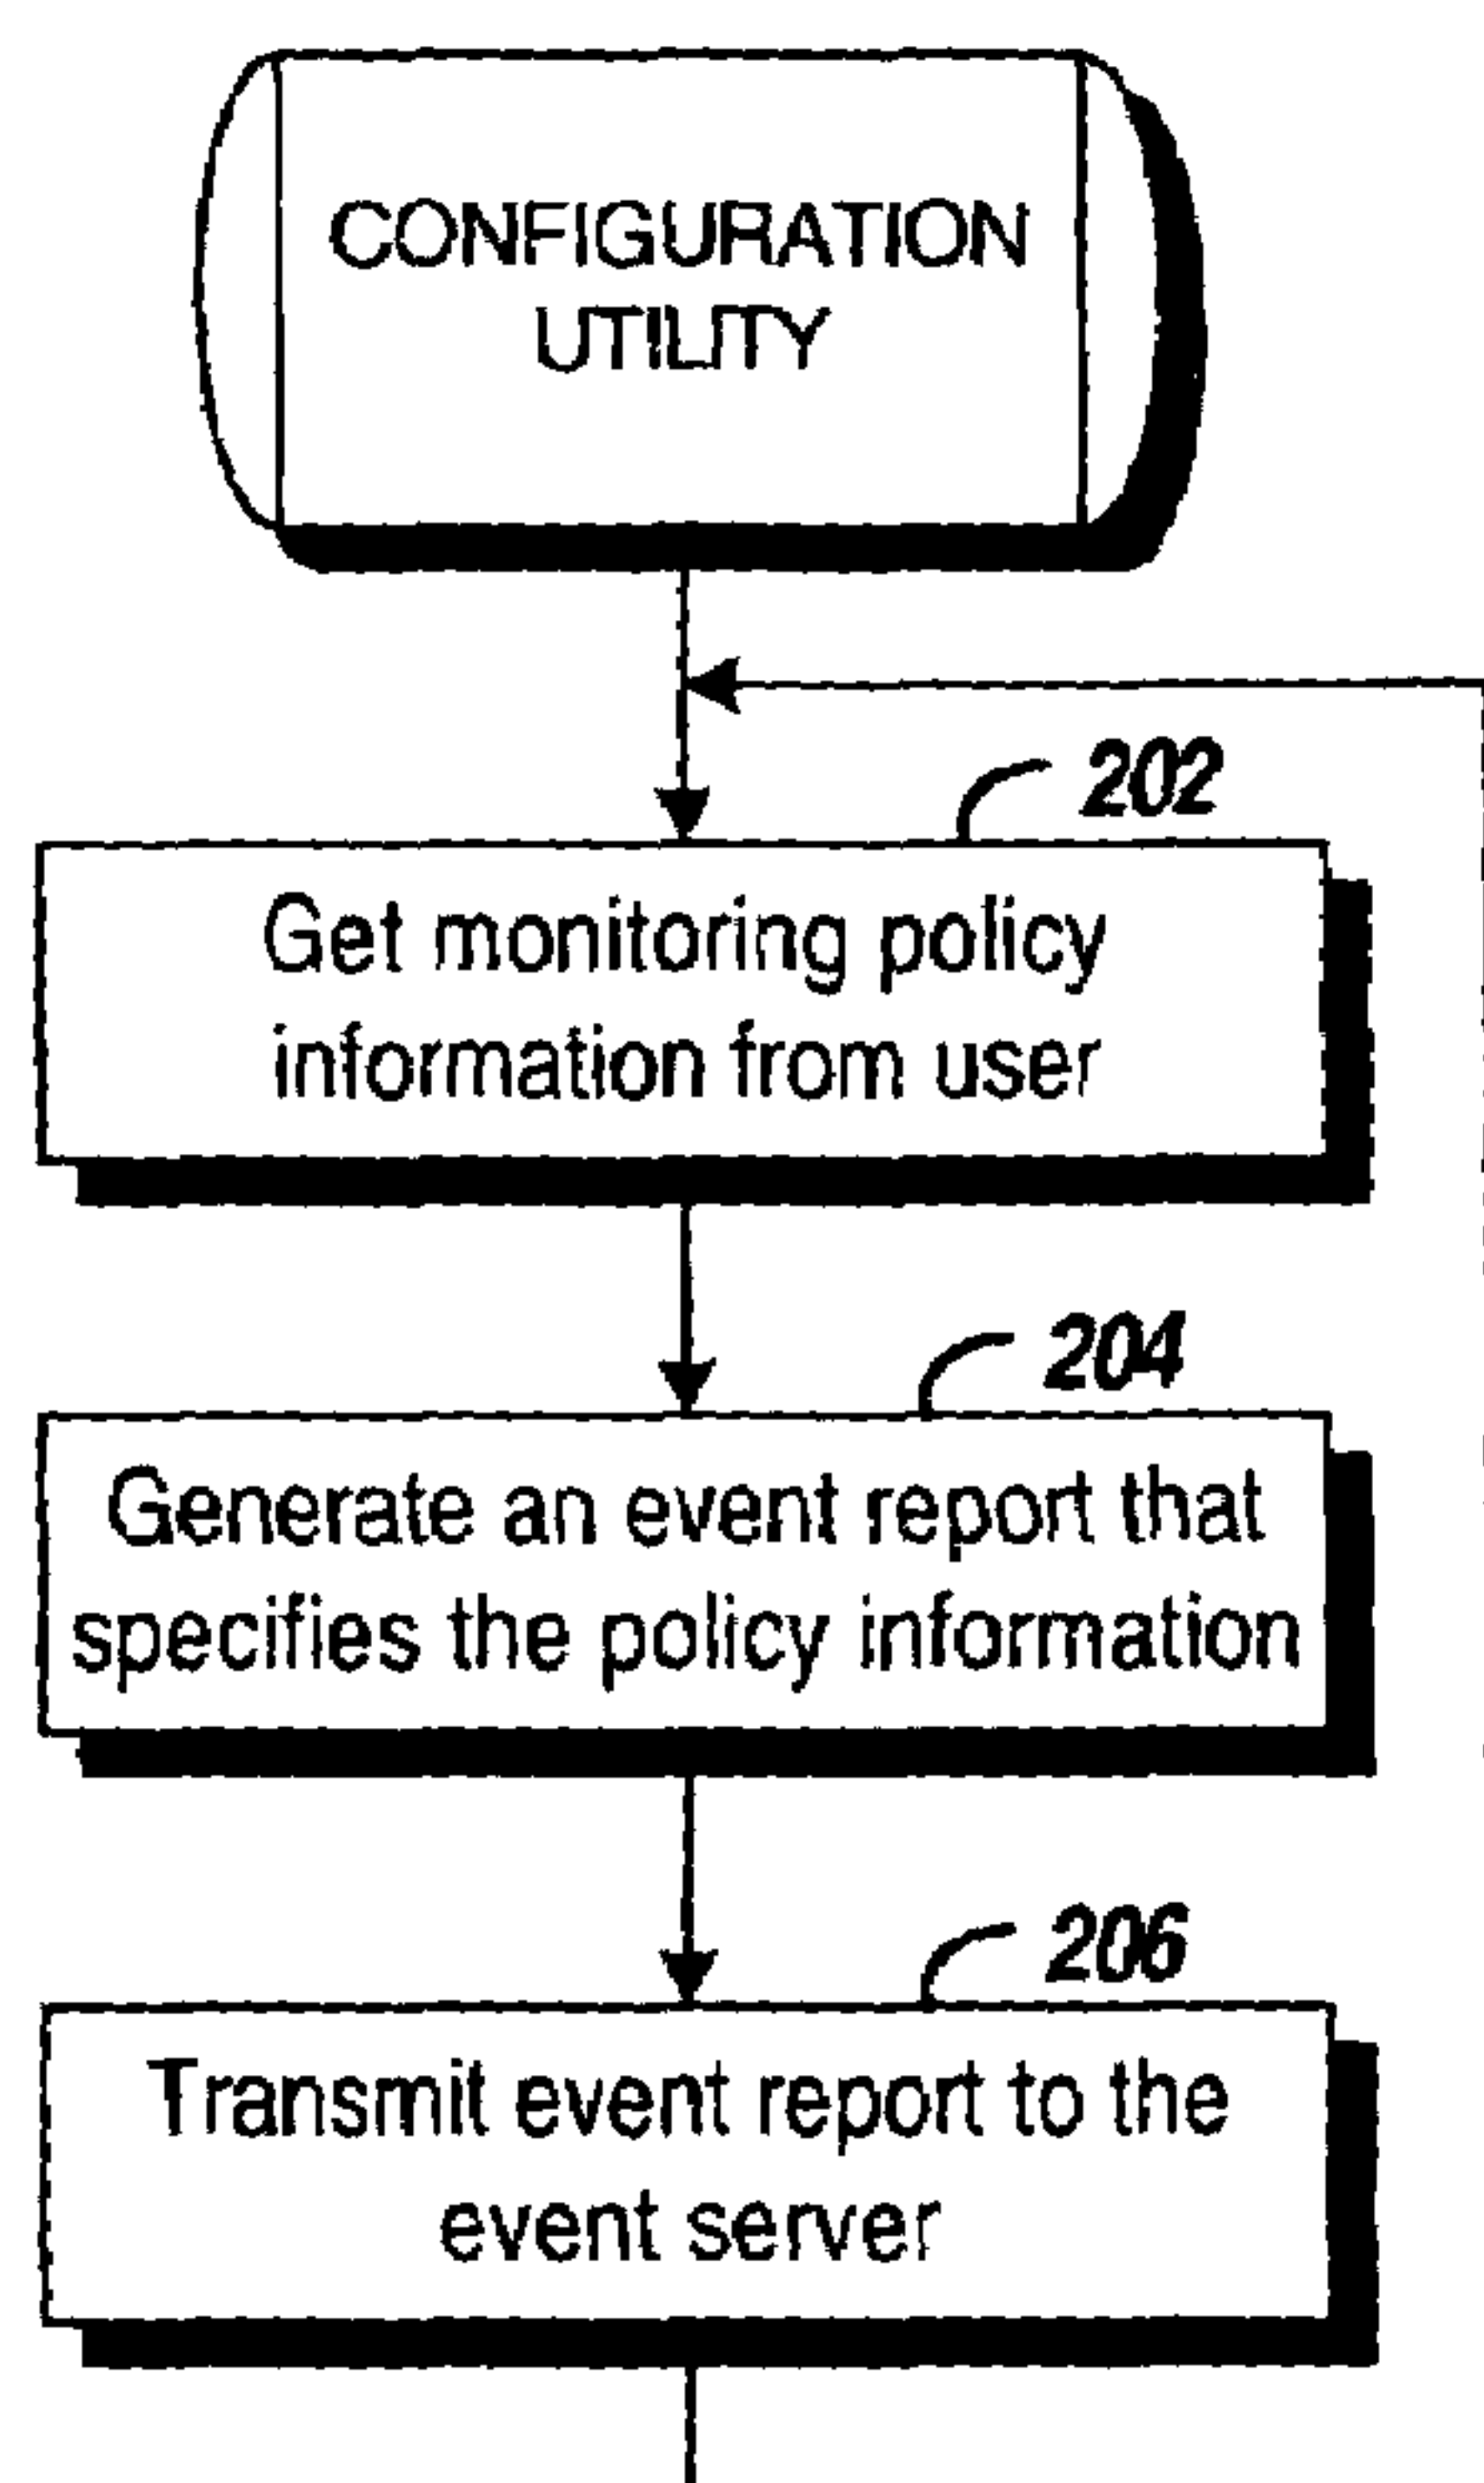 CONFIGURATION
UTILITY
202
Get monitoring policy
information from user
204
Generate an event report that
specifies the policy information
206
Transmit event report to the
event server